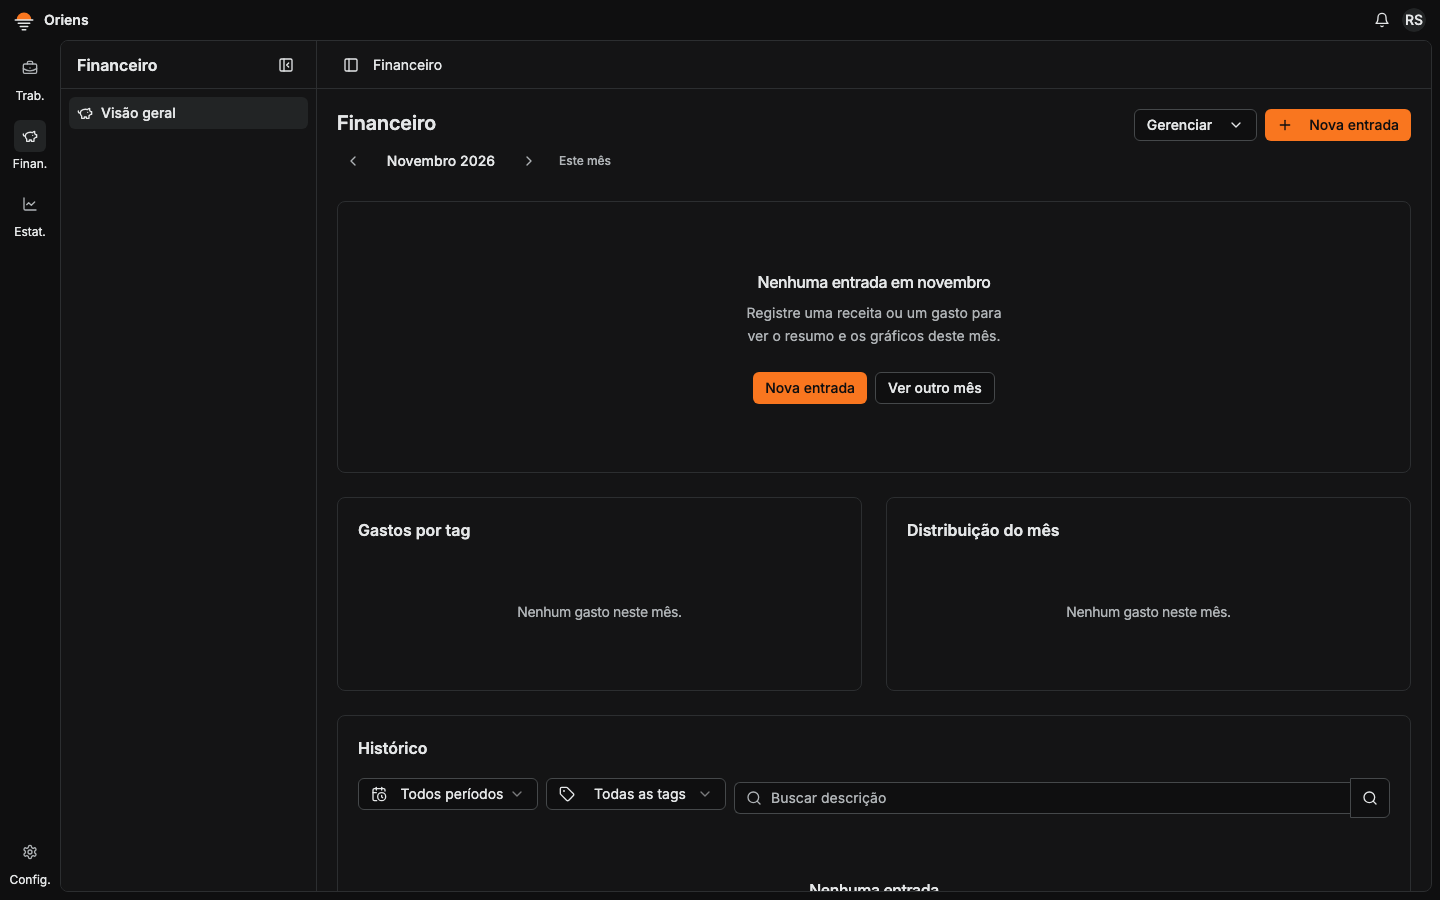 Oriens
RS
Trab.
Finan.
Estat.
Config.
Financeiro
Visão geral
Financeiro
Financeiro
Novembro 2026
Este mês
Gerenciar
Nova entrada
Nenhuma entrada em novembro
Registre uma receita ou um gasto para
ver o resumo e os gráficos deste mês.
Nova entrada
Ver outro mês
Gastos por tag
Nenhum gasto neste mês.
Distribuição do mês
Nenhum gasto neste mês.
Histórico
Todos períodos
Todas as tags
Buscar descrição
Nenhuma entrada